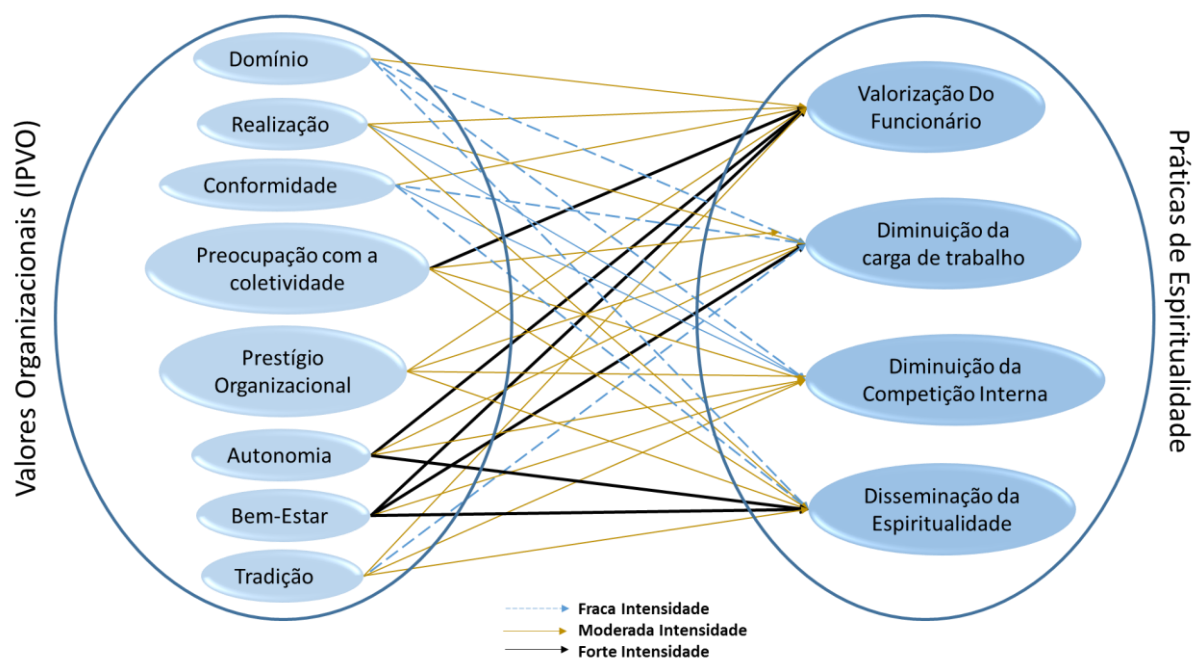 Valores Organizacionais (IPVO)
Domínio
Realização
Conformidade
Preocupação com a
coletividade
Prestígio
Organizacional
Autonomia
Bem-Estar
Tradição
Valorização Do
Funcionário
Diminuição da
carga de trabalho
Diminuição da
Competição Interna
Disseminação da
Espiritualidade
Práticas de Espiritualidade
Fraca Intensidade
Moderada Intensidade
Forte Intensidade